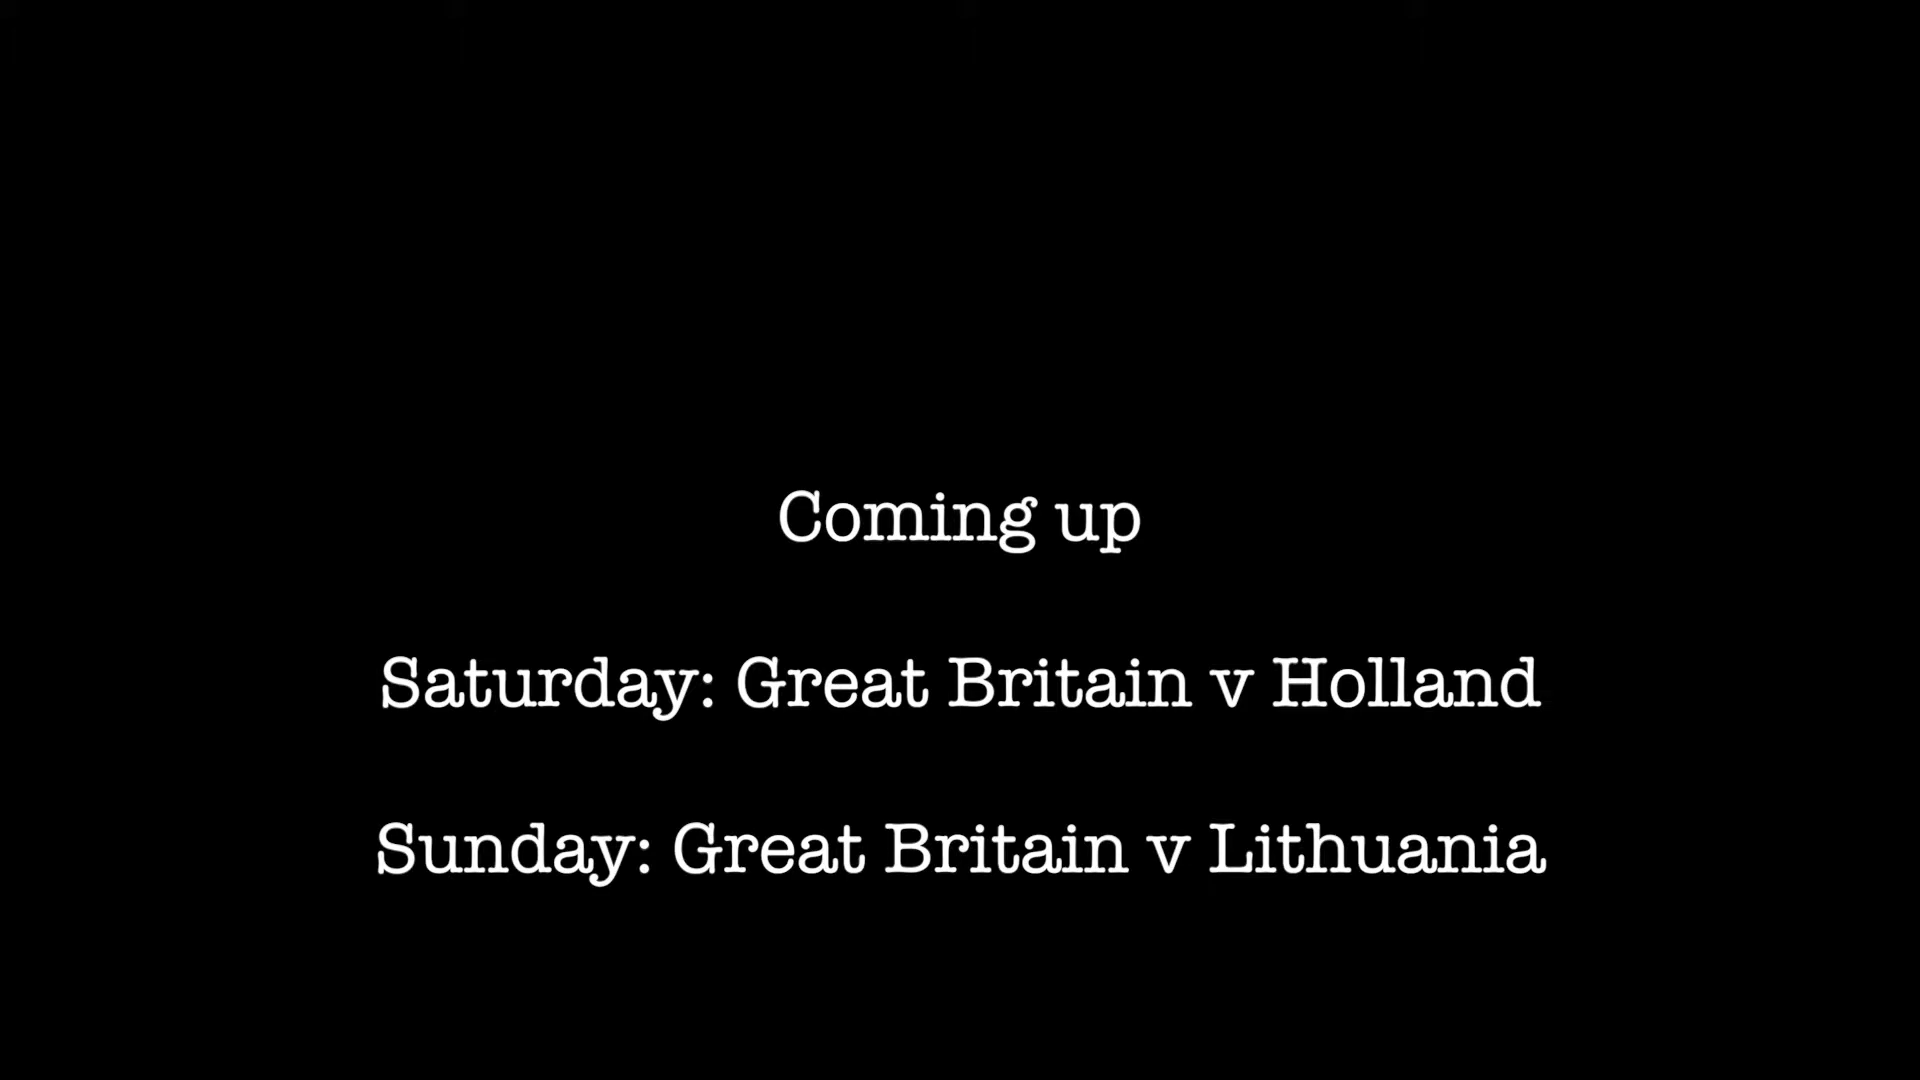 Coming up
Saturday: Great Britain v Holland
Sunday: Great Britain v Lithuania